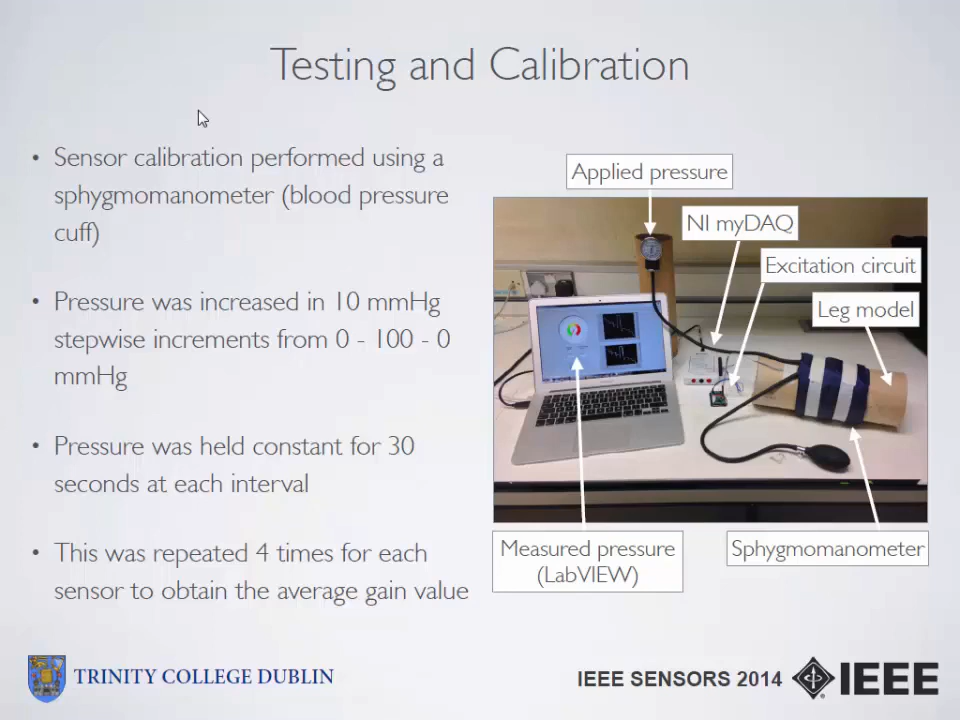 Testing and Calibration
• Sensor calibration performed using a
sphygmomanometer (blood pressure
cuff)
• Pressure was increased in 10 mmHg
stepwise increments from 0 - 100 - 0
mmHg
• Pressure was held constant for 30
seconds at each interval
• This was repeated 4 times for each
sensor to obtain the average gain value
Applied pressure
NI myDAQ
Excitation circuit
Leg model
Measured pressure
(LabVIEW)
Sphygmomanometer
TRINITY COLLEGE DUBLIN
IEEE SENSORS 2014
IEEE